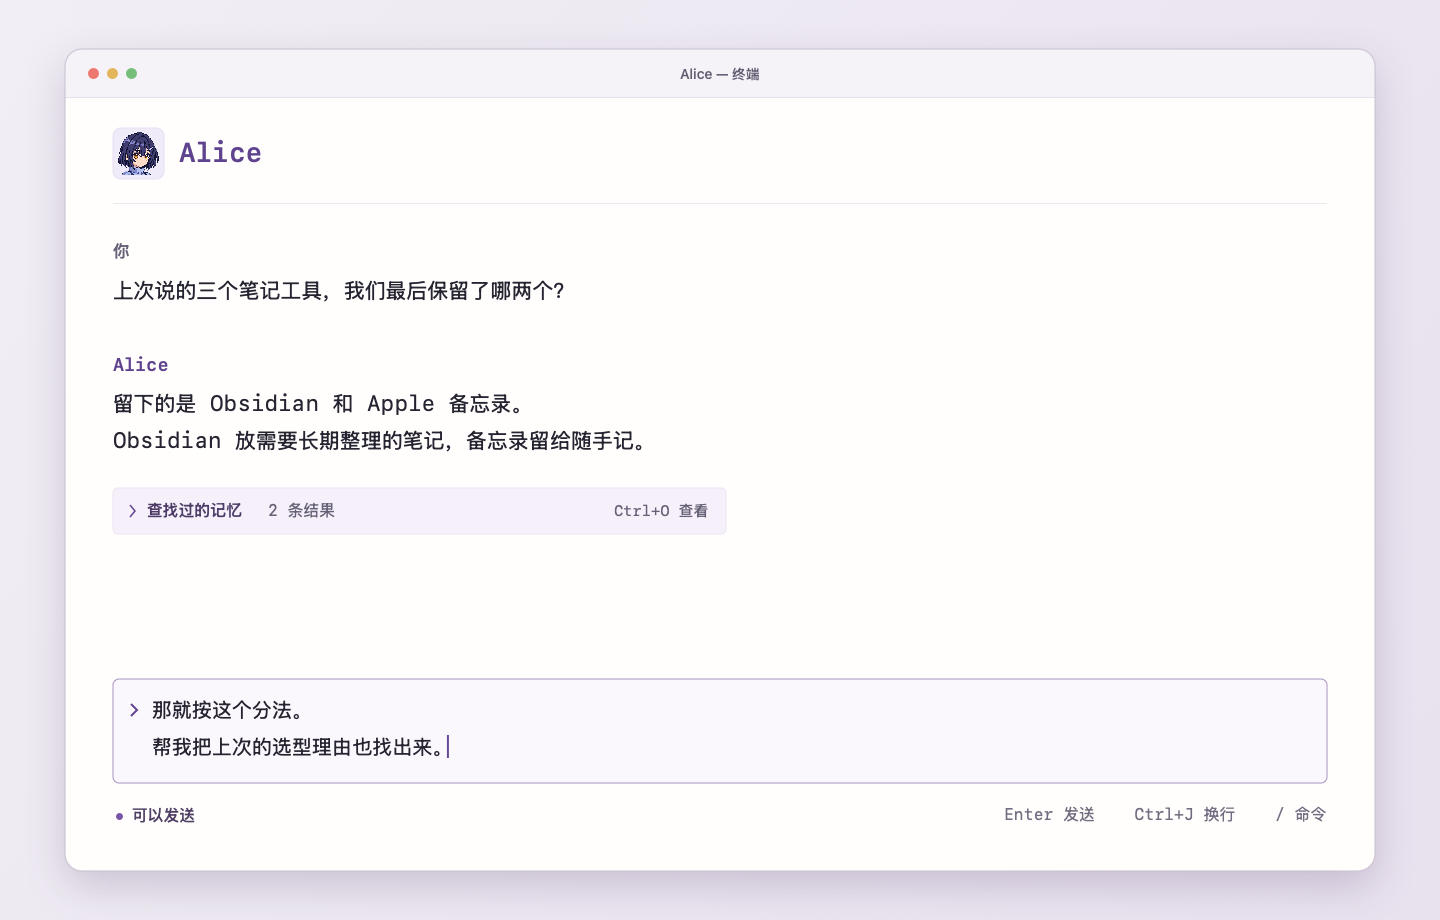 Alice — 终端
Alice
你
上次说的三个笔记工具，我们最后保留了哪两个？
Alice
留下的是 Obsidian 和 Apple 备忘录。
Obsidian 放需要长期整理的笔记，备忘录留给随手记。
查找过的记忆 2 条结果 Ctrl+O 查看
那就按这个分法。
帮我把上次的选型理由也找出来。
可以发送 Enter 发送 Ctrl+J 换行 / 命令